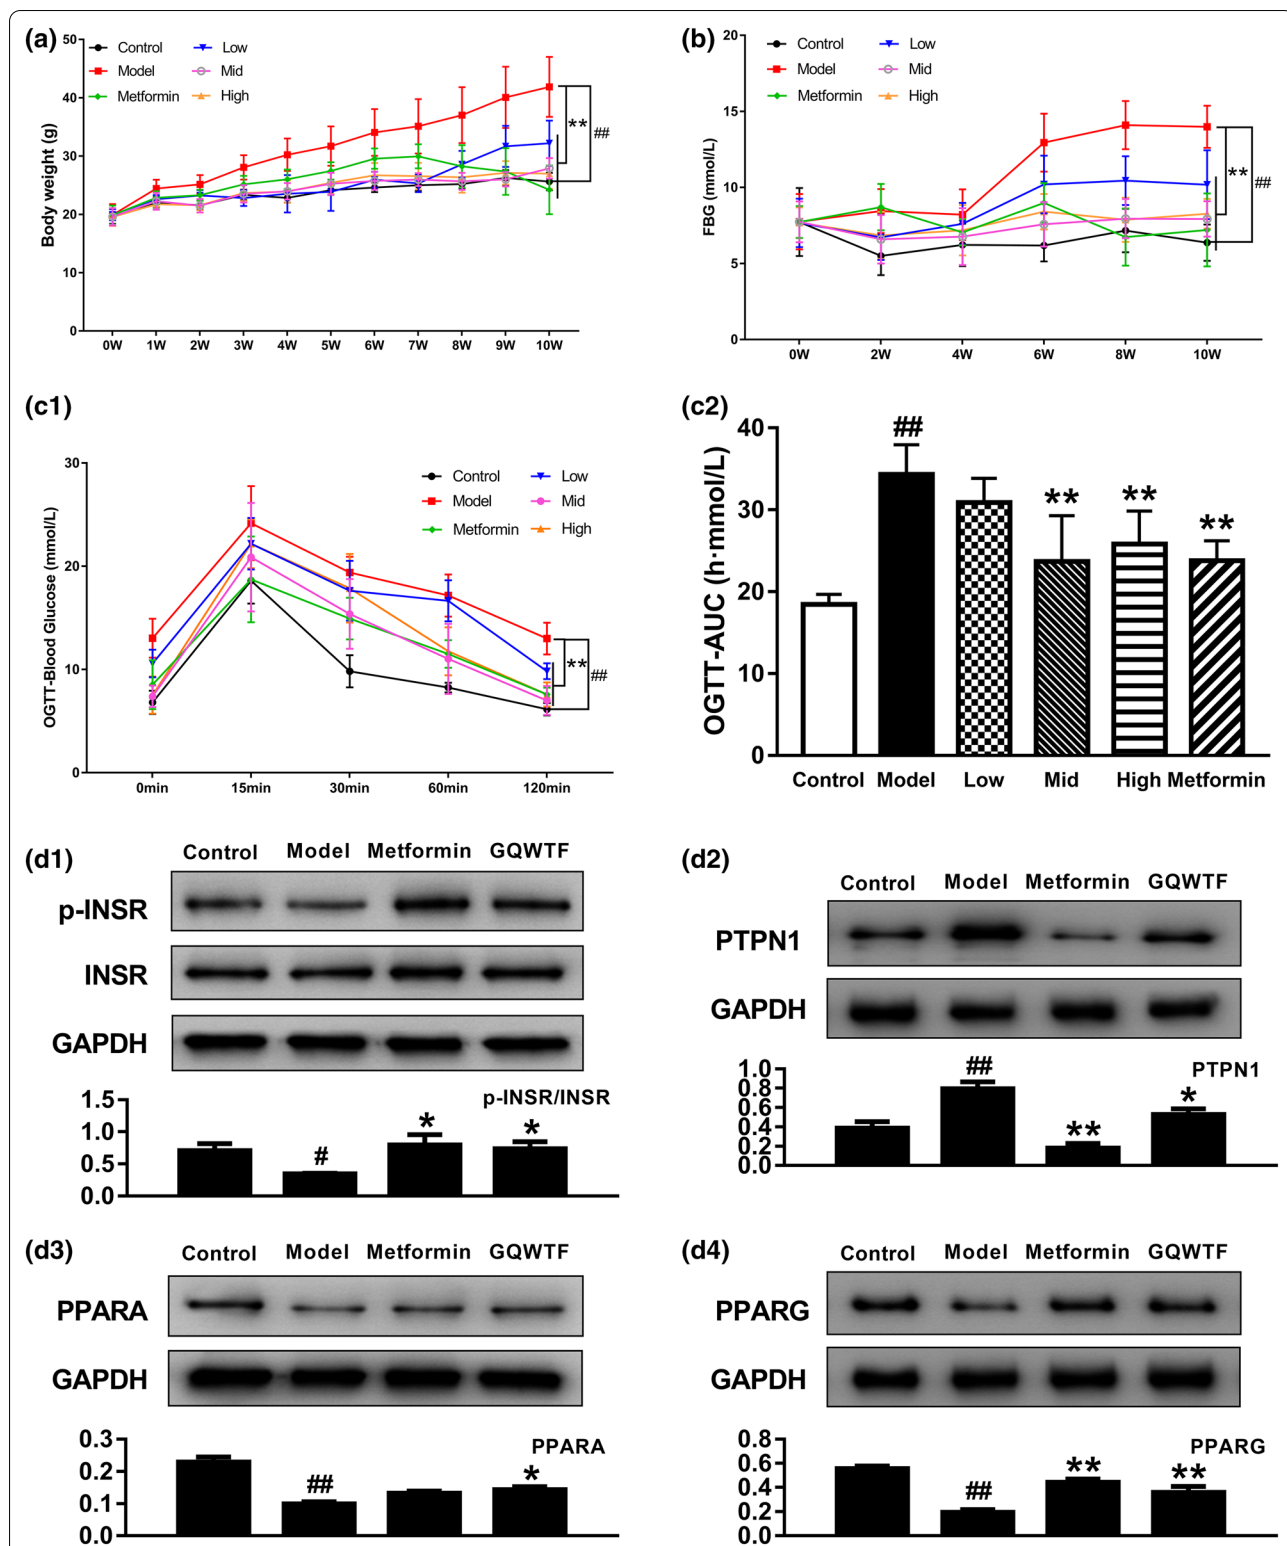 (a)
50
40
30
20
10
0
Body weight (g)
Control
Model
Metformin
Low
Mid
High
**
##
0W 1W 2W 3W 4W 5W 6W 7W 8W 9W 10W
(b)
20
15
10
5
0
FBG (mmol/L)
Control
Model
Metformin
Low
Mid
High
**
##
0W 2W 4W 6W 8W 10W
(c1)
30
20
10
0
OGTT-Blood Glucose (mmol/L)
Control
Model
Metformin
Low
Mid
High
**
##
0min 15min 30min 60min 120min
(c2)
40
30
20
10
0
OGTT-AUC (h·mmol/L)
##
**
**
**
Control Model Low Mid High Metformin
(d1)
Control Model Metformin GQWTF
p-INSR
INSR
GAPDH
p-INSR/INSR
1.5
1.0
0.5
0.0
#
*
*
(d2)
Control Model Metformin GQWTF
PTPN1
GAPDH
PTPN1
1.0
0.8
0.6
0.4
0.2
0.0
##
**
*
(d3)
Control Model Metformin GQWTF
PPARA
GAPDH
PPARA
0.3
0.2
0.1
0.0
##
*
(d4)
Control Model Metformin GQWTF
PPARG
GAPDH
PPARG
0.8
0.6
0.4
0.2
0.0
##
**
**